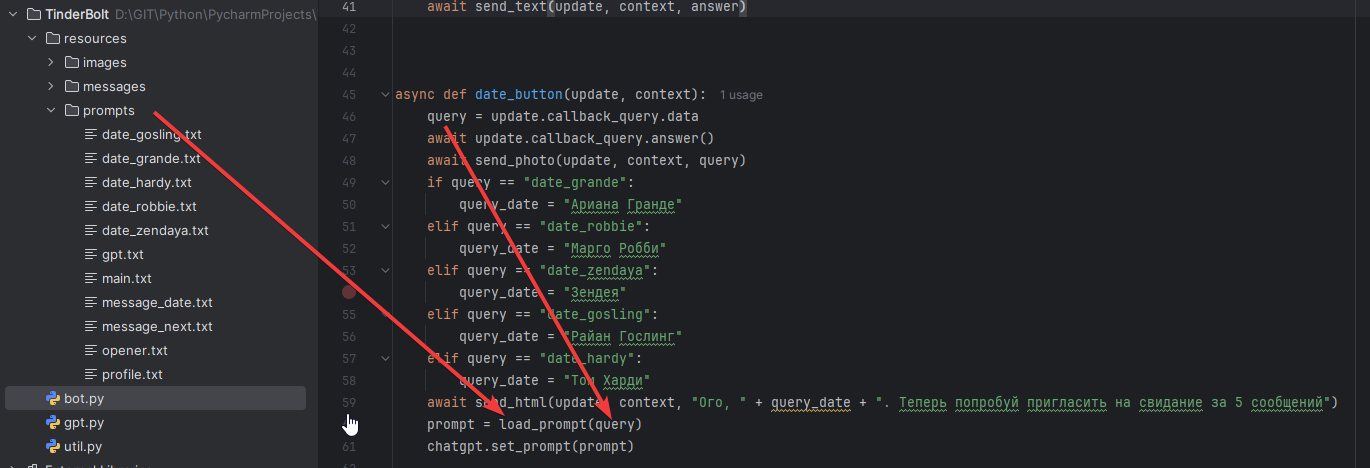 TinderBolt D:\GIT\Python\PycharmProjects\
resources
images
messages
prompts
date_gosling.txt
date_grande.txt
date_hardy.txt
date_robbie.txt
date_zendaya.txt
gpt.txt
main.txt
message_date.txt
message_next.txt
opener.txt
profile.txt
bot.py
gpt.py
util.py
41 await send_text(update, context, answer)
42
43
44
45 async def date_button(update, context): 1 usage
46 query = update.callback_query.data
47 await update.callback_query.answer()
48 await send_photo(update, context, query)
49 if query == "date_grande":
50 query_date = "Ариана Гранде"
51 elif query == "date_robbie":
52 query_date = "Марго Робби"
53 elif query == "date_zendaya":
query_date = "Зендея"
55 elif query == "date_gosling":
56 query_date = "Райан Гослинг"
57 elif query == "date_hardy":
58 query_date = "Том Харди"
59 await send_html(update, context, "Ого, " + query_date + ". Теперь попробуй пригласить на свидание за 5 сообщений")
prompt = load_prompt(query)
61 chatgpt.set_prompt(prompt)